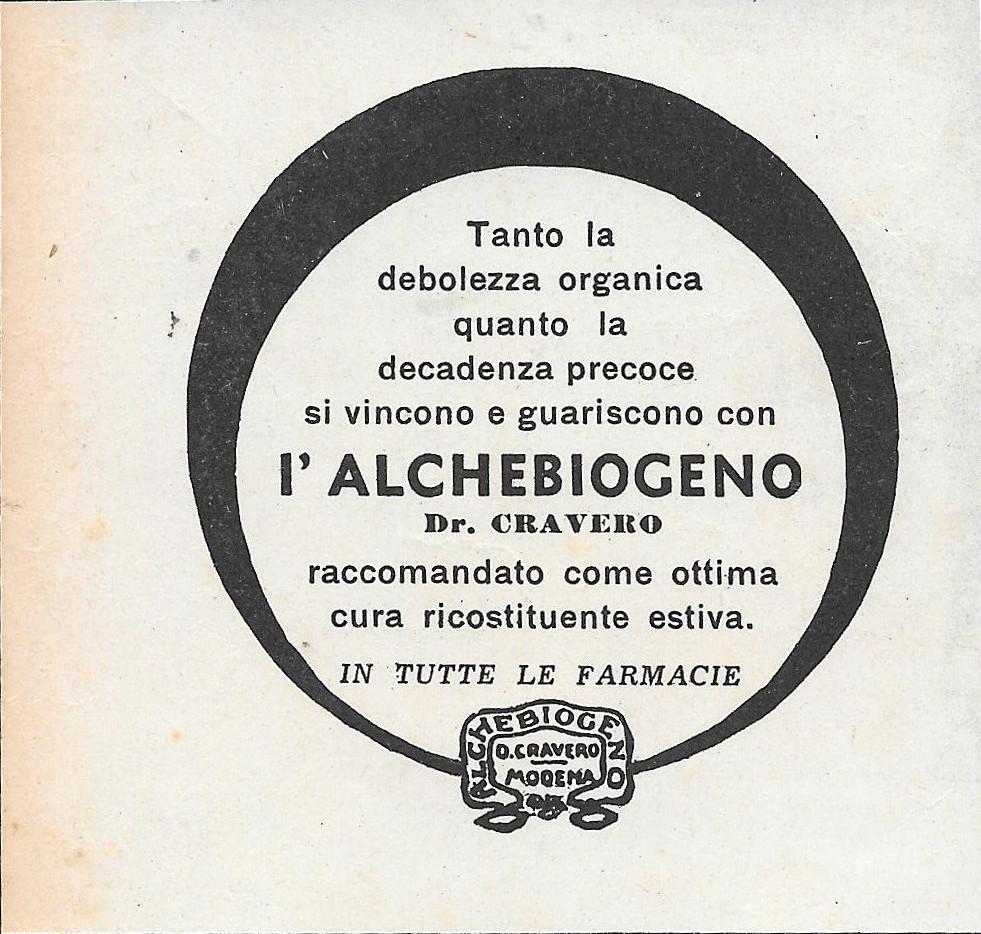 Tanto la
debolezza organica
quanto la
decadenza precoce
si vincono e guariscono con
l' ALCHEBIOGENO
Dr. CRAVERO
raccomandato come ottima
cura ricostituente estiva.
IN TUTTE LE FARMACIE
ALCHEBIOGENO
D. CRAVERO
MODENA